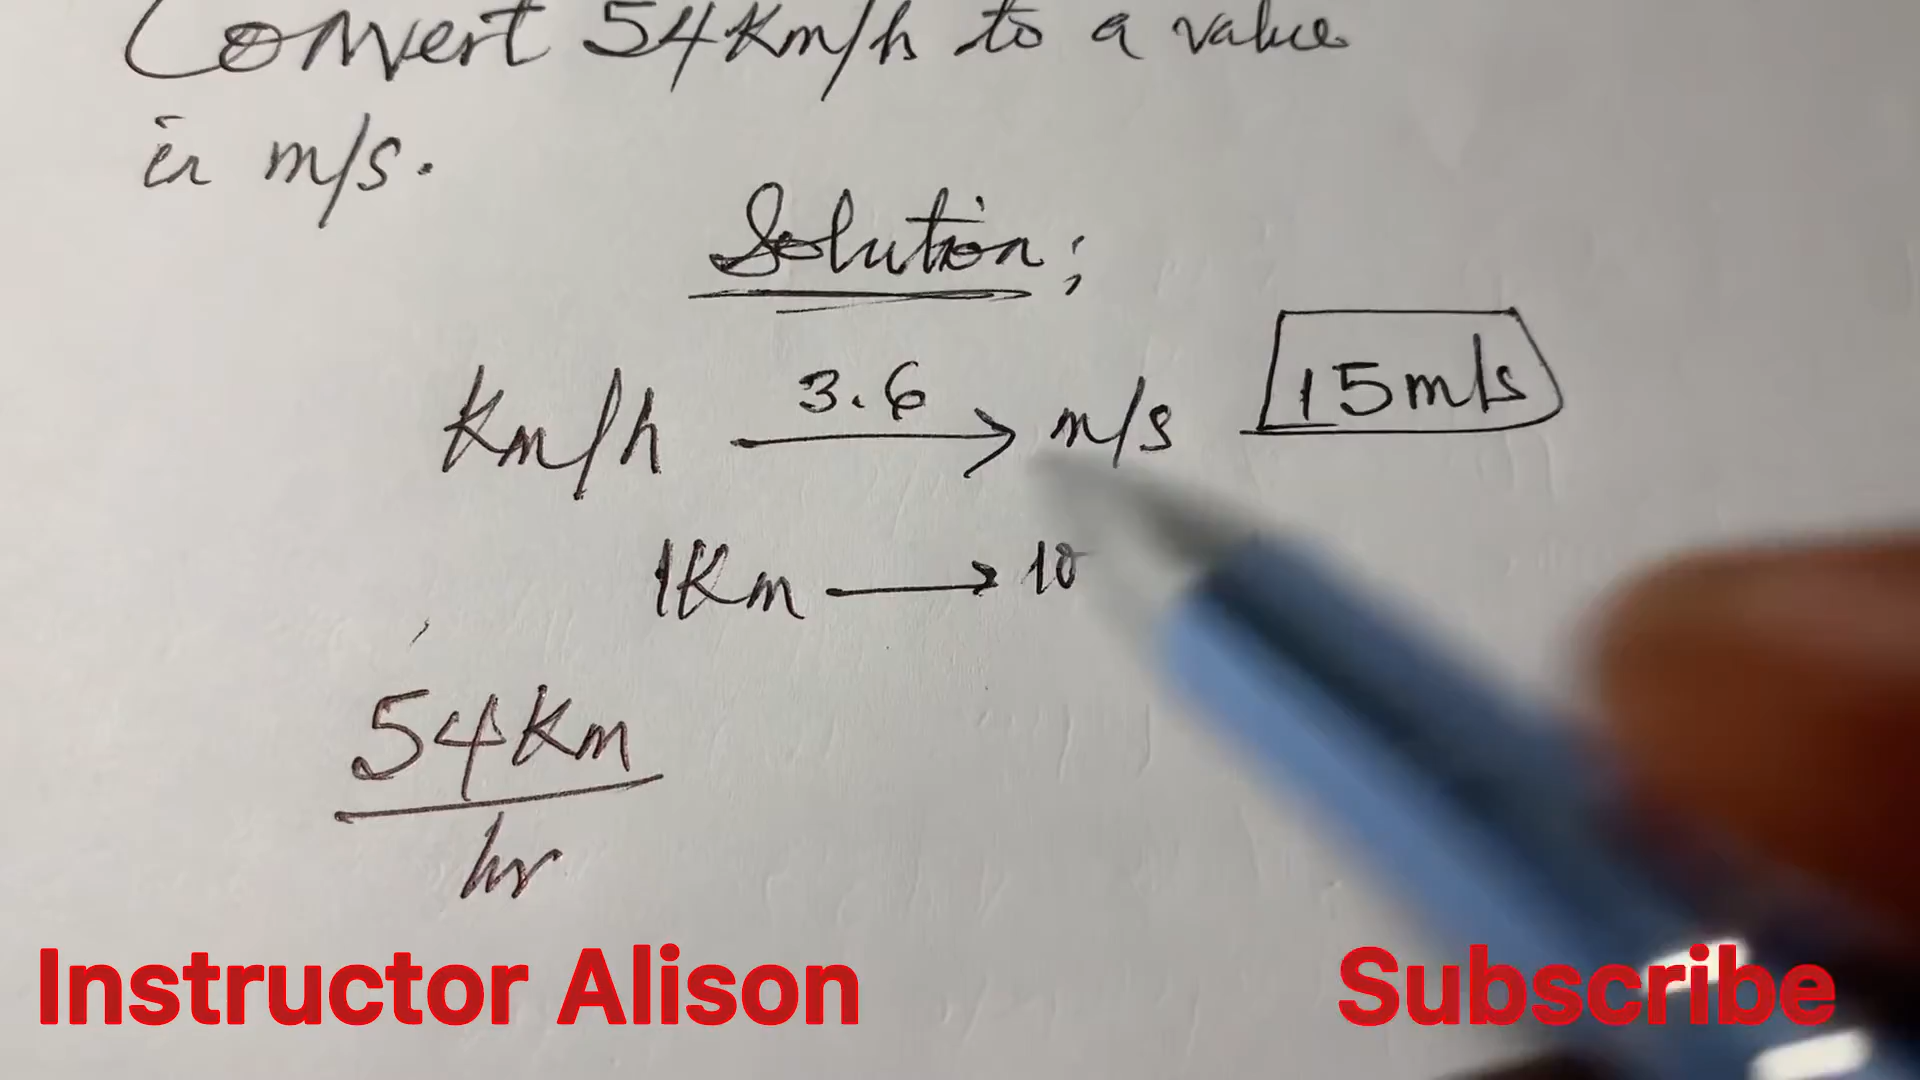 Convert 54Km/h to a value
in m/s.
Solution;
Km/h 3.6 → m/s 15m/s
1Km → 10
54Km
hr
Instructor Alison
Subscribe